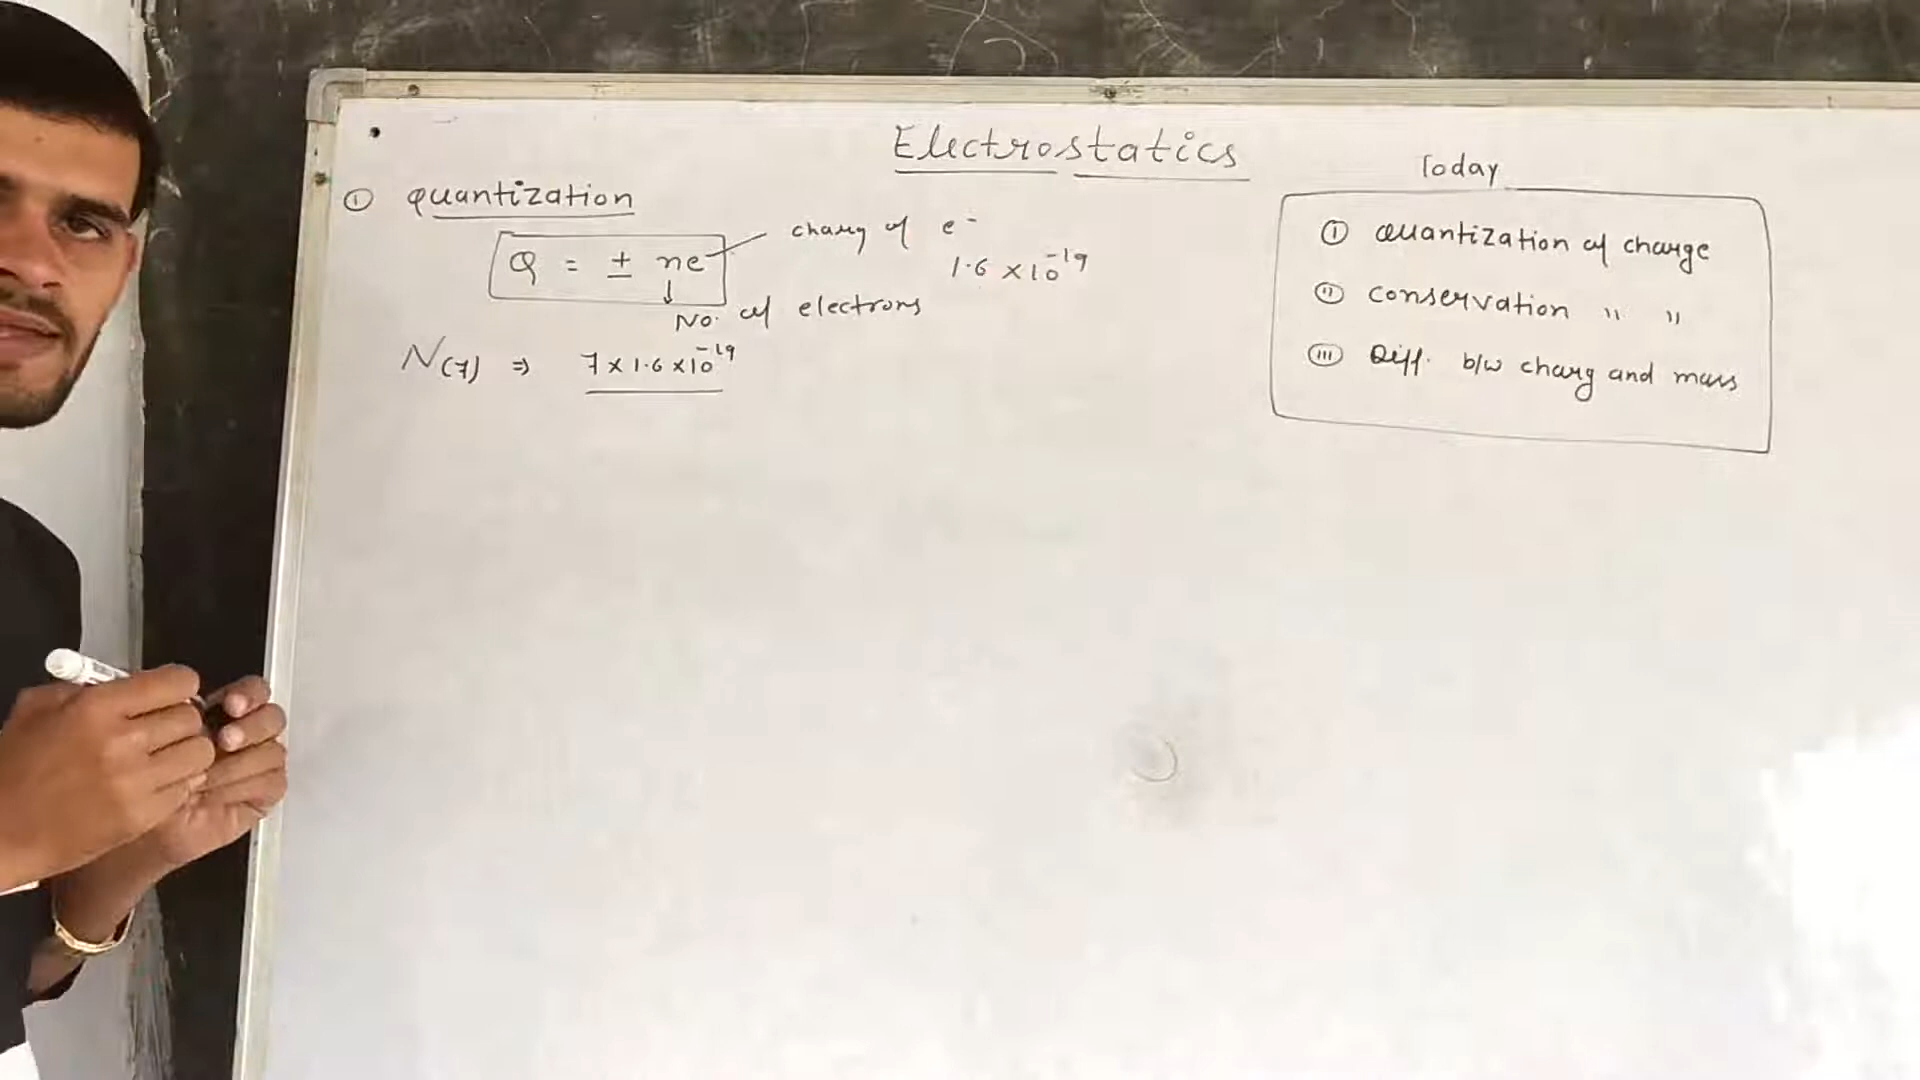 Electrostatics
① quantization
Q = ± ne
charg of e⁻
1.6 × 10⁻¹⁹
↓
No. of electrons
N(7) ⇒ 7 × 1.6 × 10⁻¹⁹
Today
① Quantization of charge
② conservation " "
③ Diff. b/w charg and mass